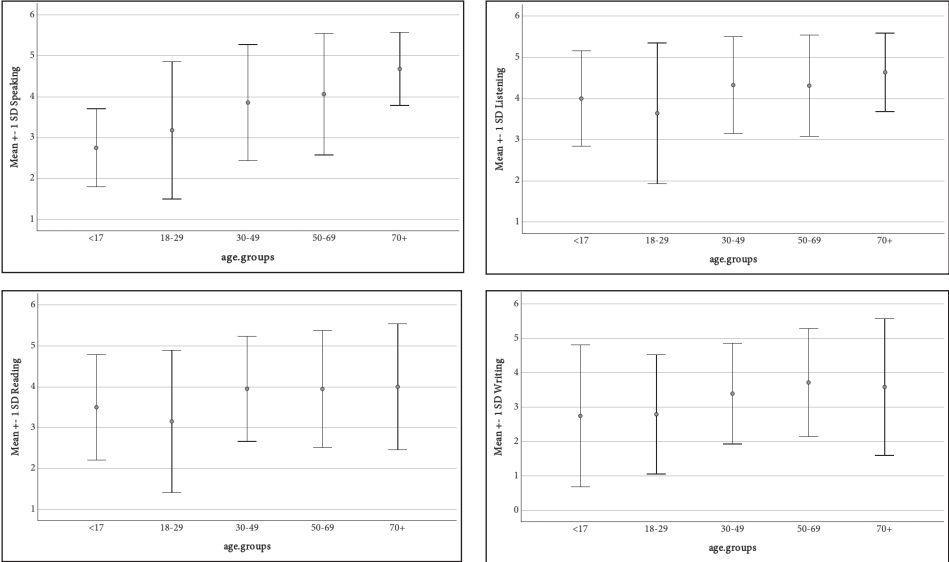 Mean +- 1 SD Speaking
6
5
4
3
2
1
<17 18-29 30-49 50-69 70+
age.groups
Mean +- 1 SD Listening
6
5
4
3
2
1
<17 18-29 30-49 50-69 70+
age.groups
Mean +- 1 SD Reading
6
5
4
3
2
1
<17 18-29 30-49 50-69 70+
age.groups
Mean +- 1 SD Writing
6
5
4
3
2
1
0
<17 18-29 30-49 50-69 70+
age.groups